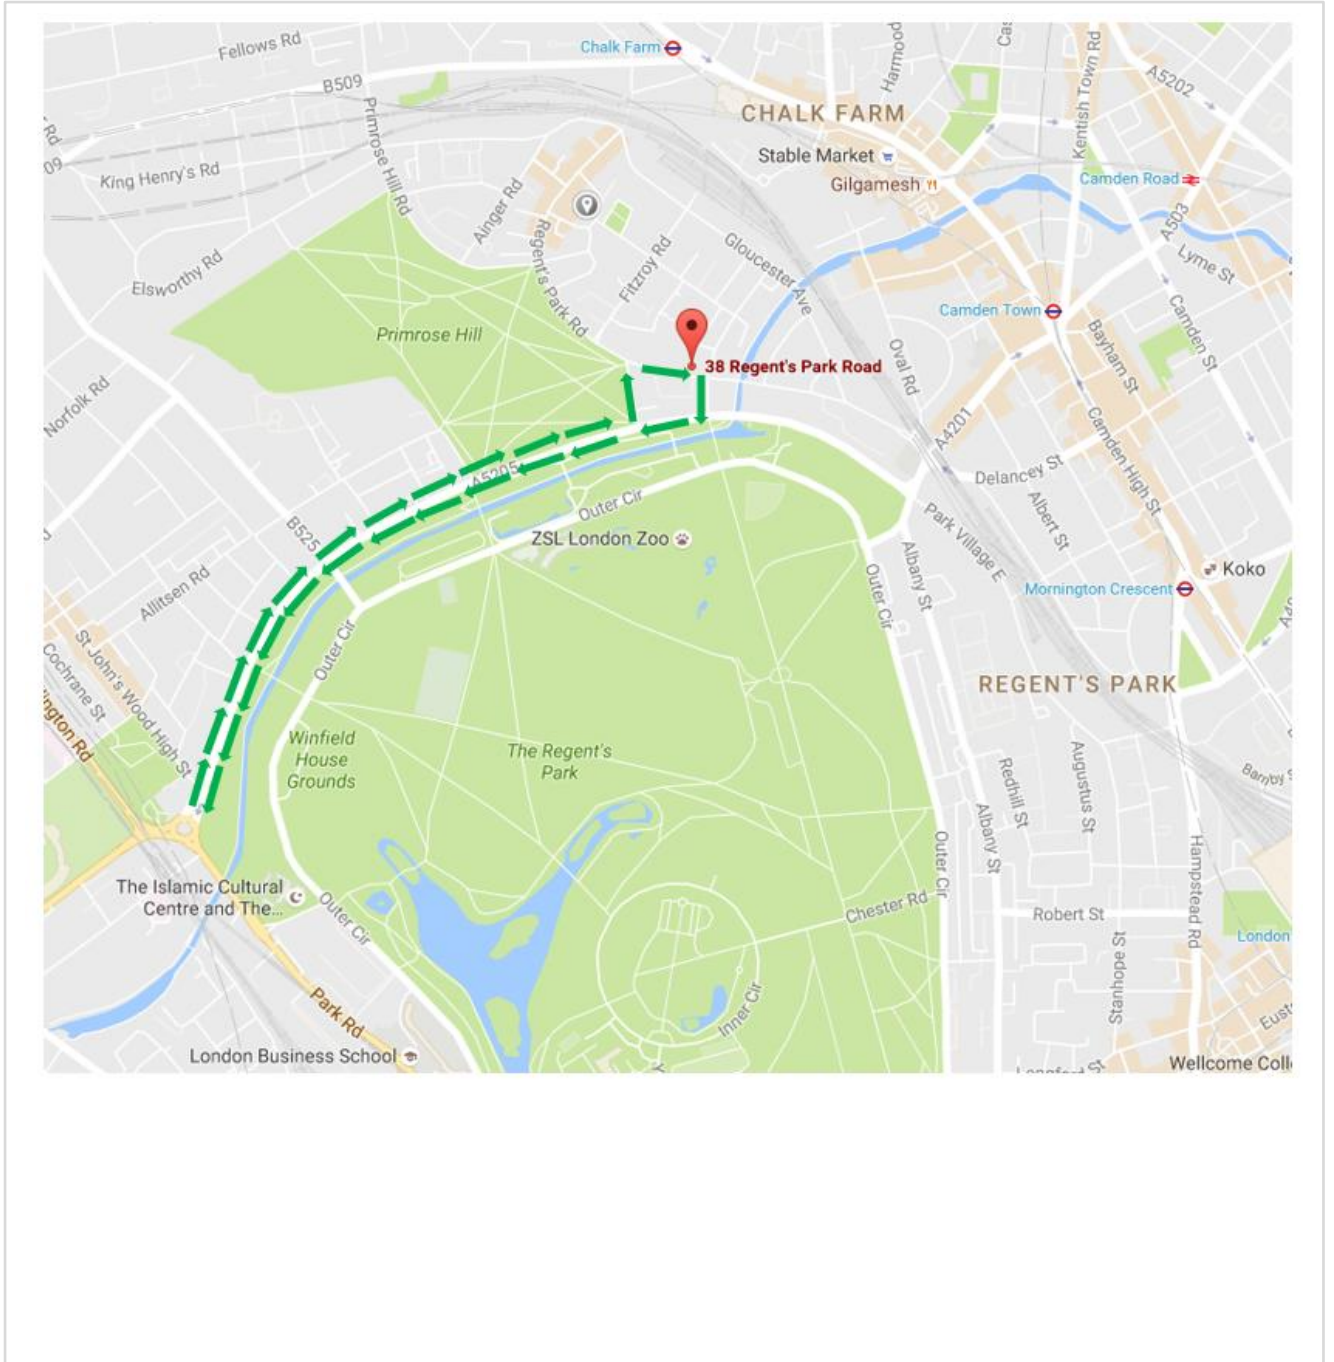 Fellows Rd
Chalk Farm
Harmood
Kentish Town Rd
A5202
B509
CHALK FARM
Primrose Hill Rd
Rd
09
King Henry's Rd
Stable Market
Gilgamesh
Camden Road
Ainger Rd
A503
Regent's Park Rd
Fitzroy Rd
Gloucester Ave
Lyme St
Elsworthy Rd
Camden Town
Camden St
Primrose Hill
Bayham St
Oval Rd
38 Regent's Park Road
Norfolk Rd
A4201
Camden High St
A5205
Delancey St
Outer Cir
Albert St
Park Village E
B525
ZSL London Zoo
Albany St
Koko
Allitsen Rd
Outer Cir
Mornington Crescent
A40
St John's Wood High St
Cochrane St
Outer Cir
REGENT'S PARK
lington Rd
Winfield
House
Grounds
The Regent's
Park
Redhill St
Augustus St
Albany St
Outer Cir
Hampstead Rd
The Islamic Cultural
Centre and The...
Outer Cir
Chester Rd
Robert St
London
Stanhope St
Inner Cir
Park Rd
Eust
London Business School
Wellcome Coll